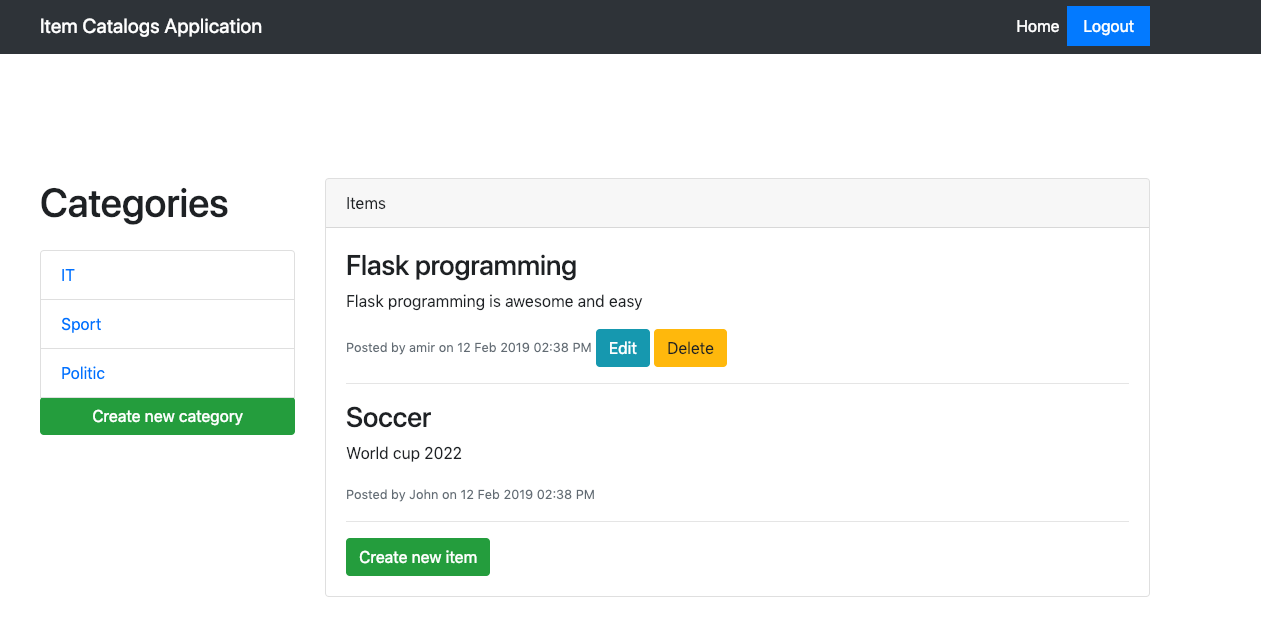 Item Catalogs Application Home Logout
Categories
IT
Sport
Politic
Create new category
Items
Flask programming
Flask programming is awesome and easy
Posted by amir on 12 Feb 2019 02:38 PM Edit Delete
Soccer
World cup 2022
Posted by John on 12 Feb 2019 02:38 PM
Create new item